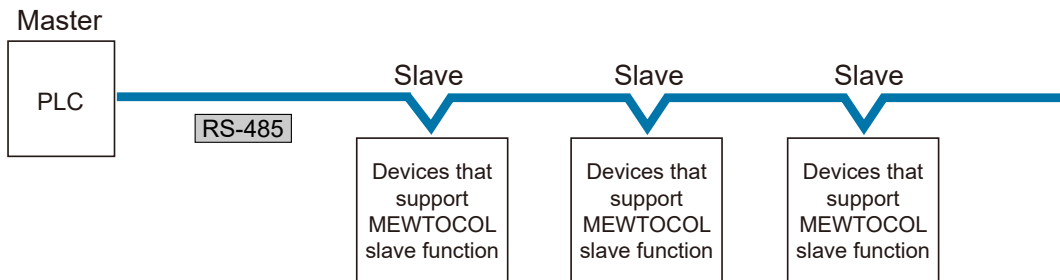 Master
PLC
RS-485
Slave
Slave
Slave
Devices that
support
MEWTOCOL
slave function
Devices that
support
MEWTOCOL
slave function
Devices that
support
MEWTOCOL
slave function